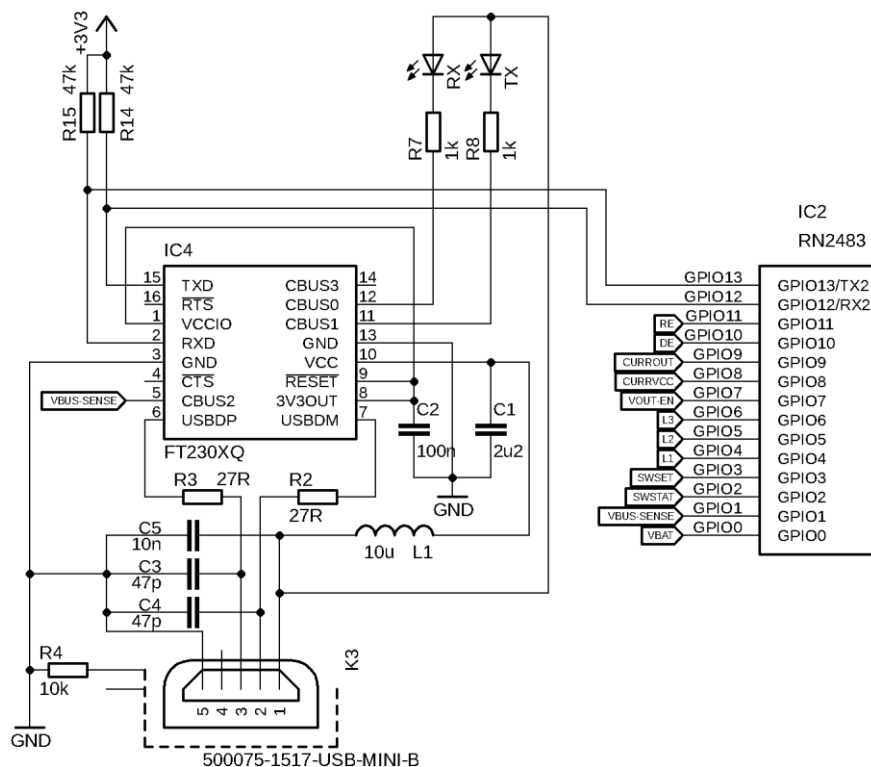 +3V3
47k
47k
R15
R14
RX
TX
R7
1k
R8
1k
IC2
RN2483
IC4
15 TXD
16 RTS
1 VCCIO
2 RXD
3 GND
4 CTS
5 CBUS2
6 USBDP
CBUS3 14
CBUS0 12
CBUS1 11
GND 13
VCC 10
RESET 9
3V3OUT 8
USBDM 7
FT230XQ
VBUS-SENSE
GPIO13 GPIO13/TX2
GPIO12 GPIO12/RX2
RE GPIO11 GPIO11
DE GPIO10 GPIO10
CURROUT GPIO9 GPIO9
CURRVCC GPIO8 GPIO8
VOUT-EN GPIO7 GPIO7
L3 GPIO6 GPIO6
L2 GPIO5 GPIO5
L1 GPIO4 GPIO4
SWSET GPIO3 GPIO3
SWSTAT GPIO2 GPIO2
VBUS-SENSE GPIO1 GPIO1
VBAT GPIO0 GPIO0
C2
100n
C1
2u2
GND
R3 27R
R2
27R
C5
10n
C3
47p
C4
47p
10u L1
R4
10k
GND
K3
5 4 3 2 1
500075-1517-USB-MINI-B